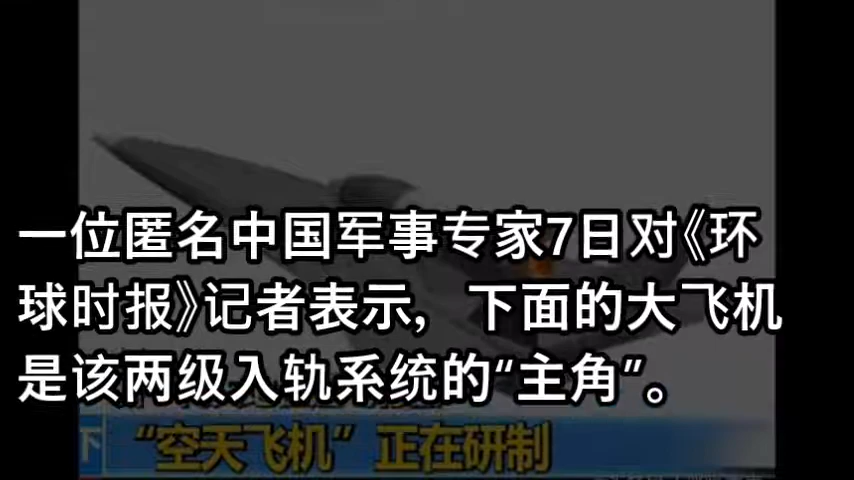 一位匿名中国军事专家7日对《环
球时报》记者表示，下面的大飞机
是该两级入轨系统的“主角”。
下 “空天飞机”正在研制